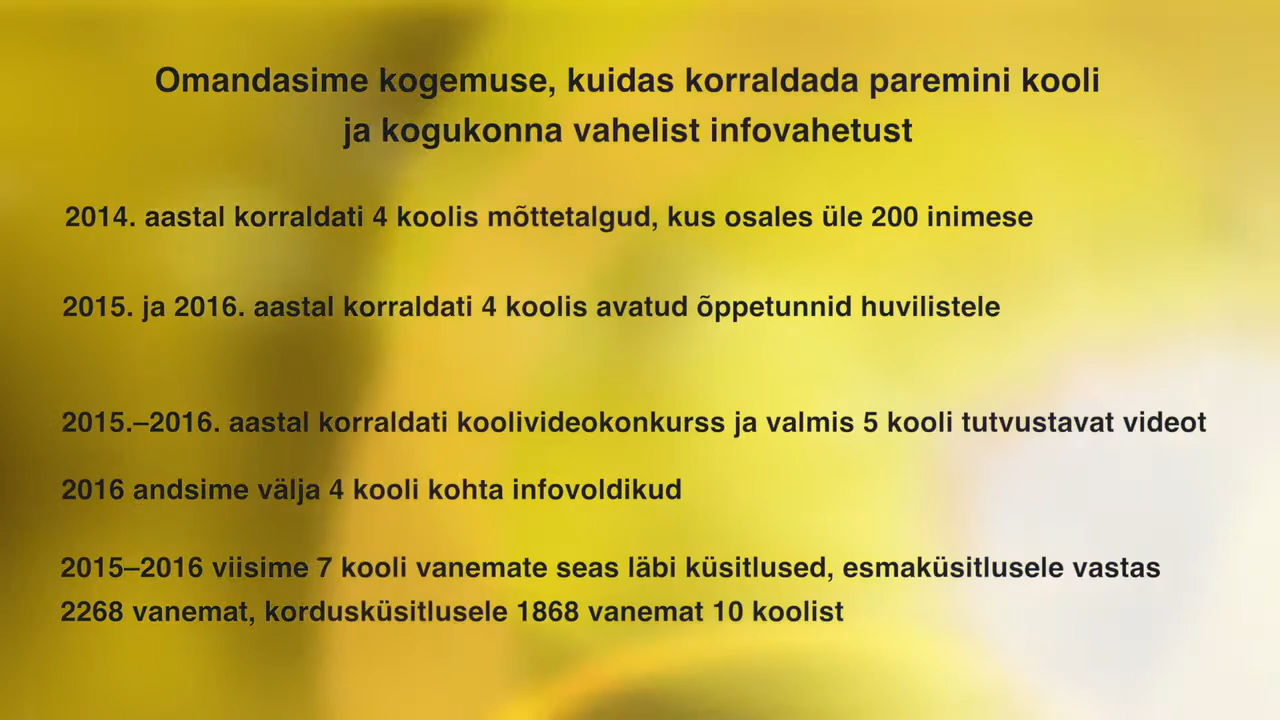 Omandasime kogemuse, kuidas korraldada paremini kooli
ja kogukonna vahelist infovahetust
2014. aastal korraldati 4 koolis mõttetalgud, kus osales üle 200 inimese
2015. ja 2016. aastal korraldati 4 koolis avatud õppetunnid huvilistele
2015.–2016. aastal korraldati koolivideokonkurss ja valmis 5 kooli tutvustavat videot
2016 andsime välja 4 kooli kohta infovoldikud
2015–2016 viisime 7 kooli vanemate seas läbi küsitlused, esmaküsitlusele vastas
2268 vanemat, kordusküsitlusele 1868 vanemat 10 koolist